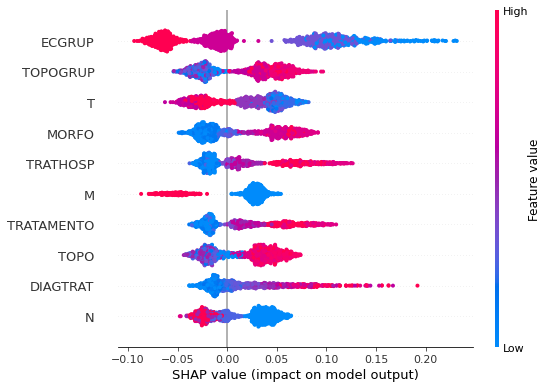 High
ECGRUP
TOPOGRUP
T
MORFO
TRATHOSP
M
TRATAMENTO
TOPO
DIAGTRAT
N
Feature value
Low
−0.10 −0.05 0.00 0.05 0.10 0.15 0.20
SHAP value (impact on model output)